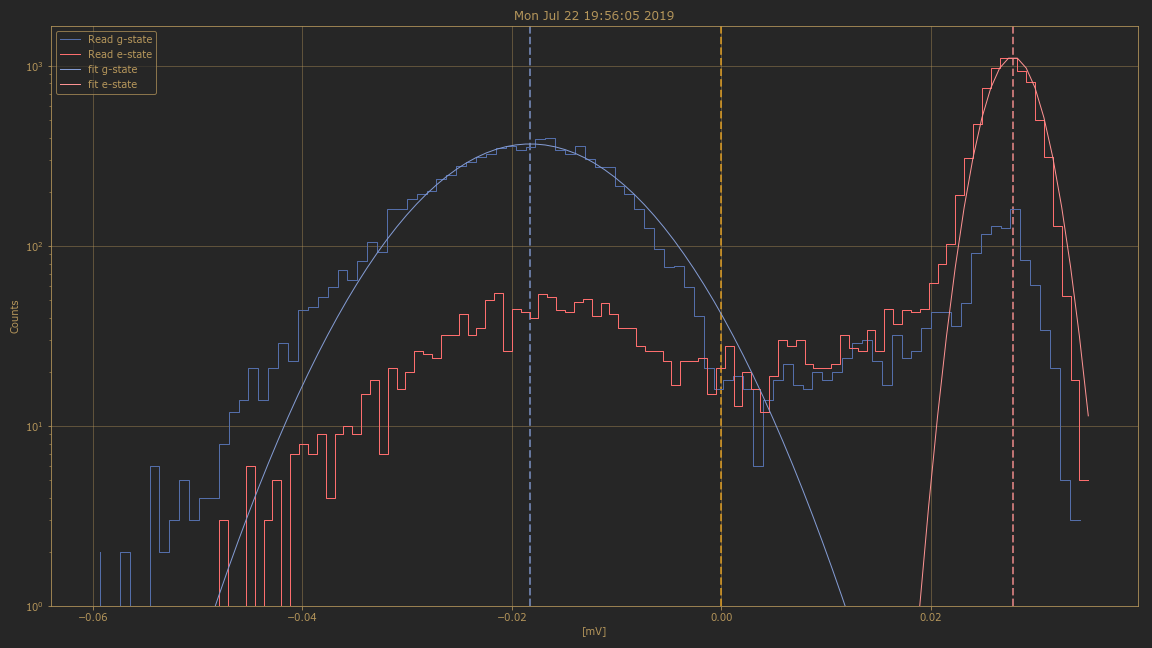 Mon Jul 22 19:56:05 2019
Read g-state
Read e-state
fit g-state
fit e-state
Counts
10³
10²
10¹
10⁰
−0.06
−0.04
−0.02
0.00
0.02
[mV]